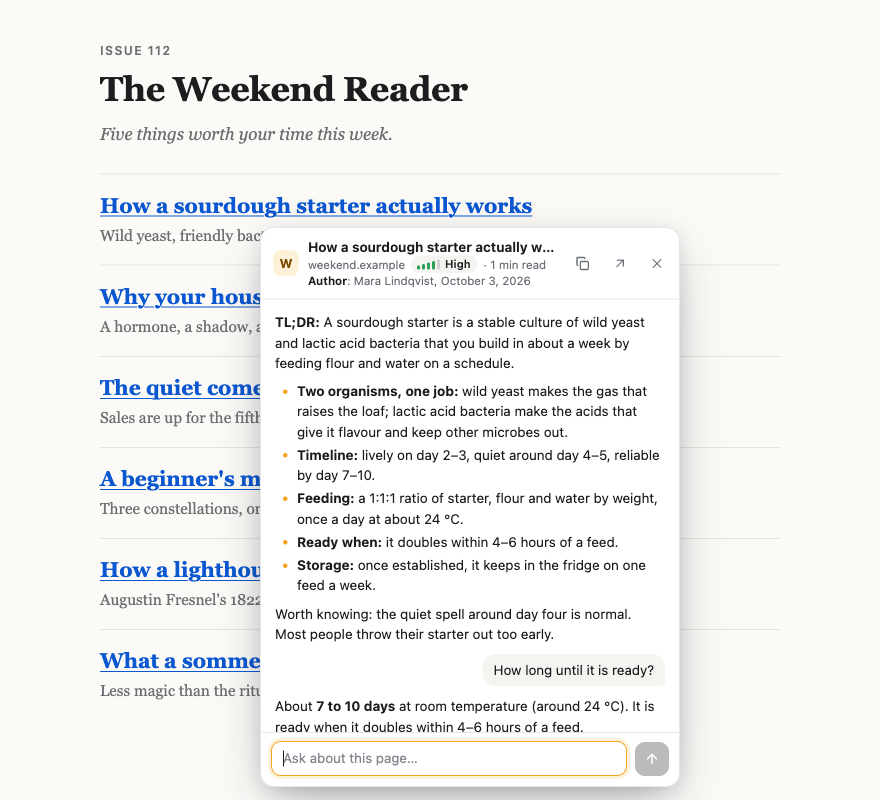 ISSUE 112
The Weekend Reader
Five things worth your time this week.
How a sourdough starter actually works
Wild yeast, friendly
Why your
A hormone, a shadow,
The quiet
Sales are up for the
A beginner's
Three constellations,
How a
Augustin Fresnel's 1822
What a
Less magic than the
W
How a sourdough starter actually w...
weekend.example High · 1 min read
Author: Mara Lindqvist, October 3, 2026
TL;DR: A sourdough starter is a stable culture of wild yeast
and lactic acid bacteria that you build in about a week by
feeding flour and water on a schedule.
• Two organisms, one job: wild yeast makes the gas that
raises the loaf; lactic acid bacteria make the acids that
give it flavour and keep other microbes out.
• Timeline: lively on day 2–3, quiet around day 4–5, reliable
by day 7–10.
• Feeding: a 1:1:1 ratio of starter, flour and water by weight,
once a day at about 24 °C.
• Ready when: it doubles within 4–6 hours of a feed.
• Storage: once established, it keeps in the fridge on one
feed a week.
Worth knowing: the quiet spell around day four is normal.
Most people throw their starter out too early.
How long until it is ready?
About 7 to 10 days at room temperature (around 24 °C). It is
ready when it doubles within 4–6 hours of a feed.
Ask about this page...